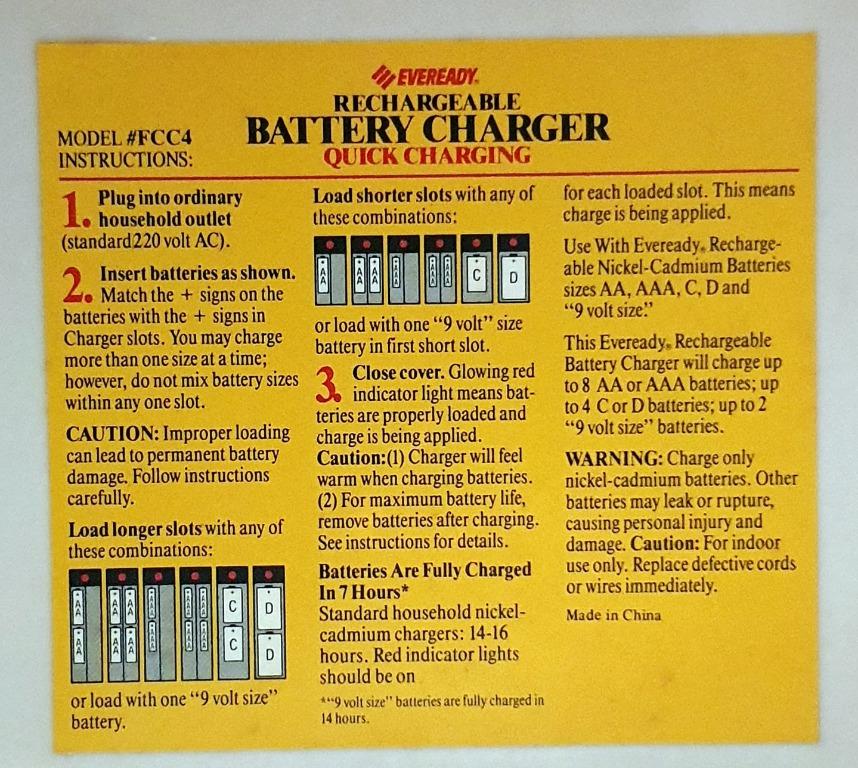 EVEREADY®
RECHARGEABLE
BATTERY CHARGER
QUICK CHARGING
MODEL #FCC4
INSTRUCTIONS:
1. Plug into ordinary
household outlet
(standard 220 volt AC).
2. Insert batteries as shown.
Match the + signs on the
batteries with the + signs in
Charger slots. You may charge
more than one size at a time;
however, do not mix battery sizes
within any one slot.
CAUTION: Improper loading
can lead to permanent battery
damage. Follow instructions
carefully.
Load longer slots with any of
these combinations:
AA AA AA AAA AAA AAA C D
AA AA AA AAA AAA AAA C D
or load with one “9 volt size”
battery.
Load shorter slots with any of
these combinations:
AA AA AA AAA AAA AAA C D
or load with one “9 volt” size
battery in first short slot.
3. Close cover. Glowing red
indicator light means bat-
teries are properly loaded and
charge is being applied.
Caution:(1) Charger will feel
warm when charging batteries.
(2) For maximum battery life,
remove batteries after charging.
See instructions for details.
Batteries Are Fully Charged
In 7 Hours*
Standard household nickel-
cadmium chargers: 14-16
hours. Red indicator lights
should be on
*“9 volt size” batteries are fully charged in
14 hours.
for each loaded slot. This means
charge is being applied.
Use With Eveready® Recharge-
able Nickel-Cadmium Batteries
sizes AA, AAA, C, D and
“9 volt size.”
This Eveready® Rechargeable
Battery Charger will charge up
to 8 AA or AAA batteries; up
to 4 C or D batteries; up to 2
“9 volt size” batteries.
WARNING: Charge only
nickel-cadmium batteries. Other
batteries may leak or rupture,
causing personal injury and
damage. Caution: For indoor
use only. Replace defective cords
or wires immediately.
Made in China